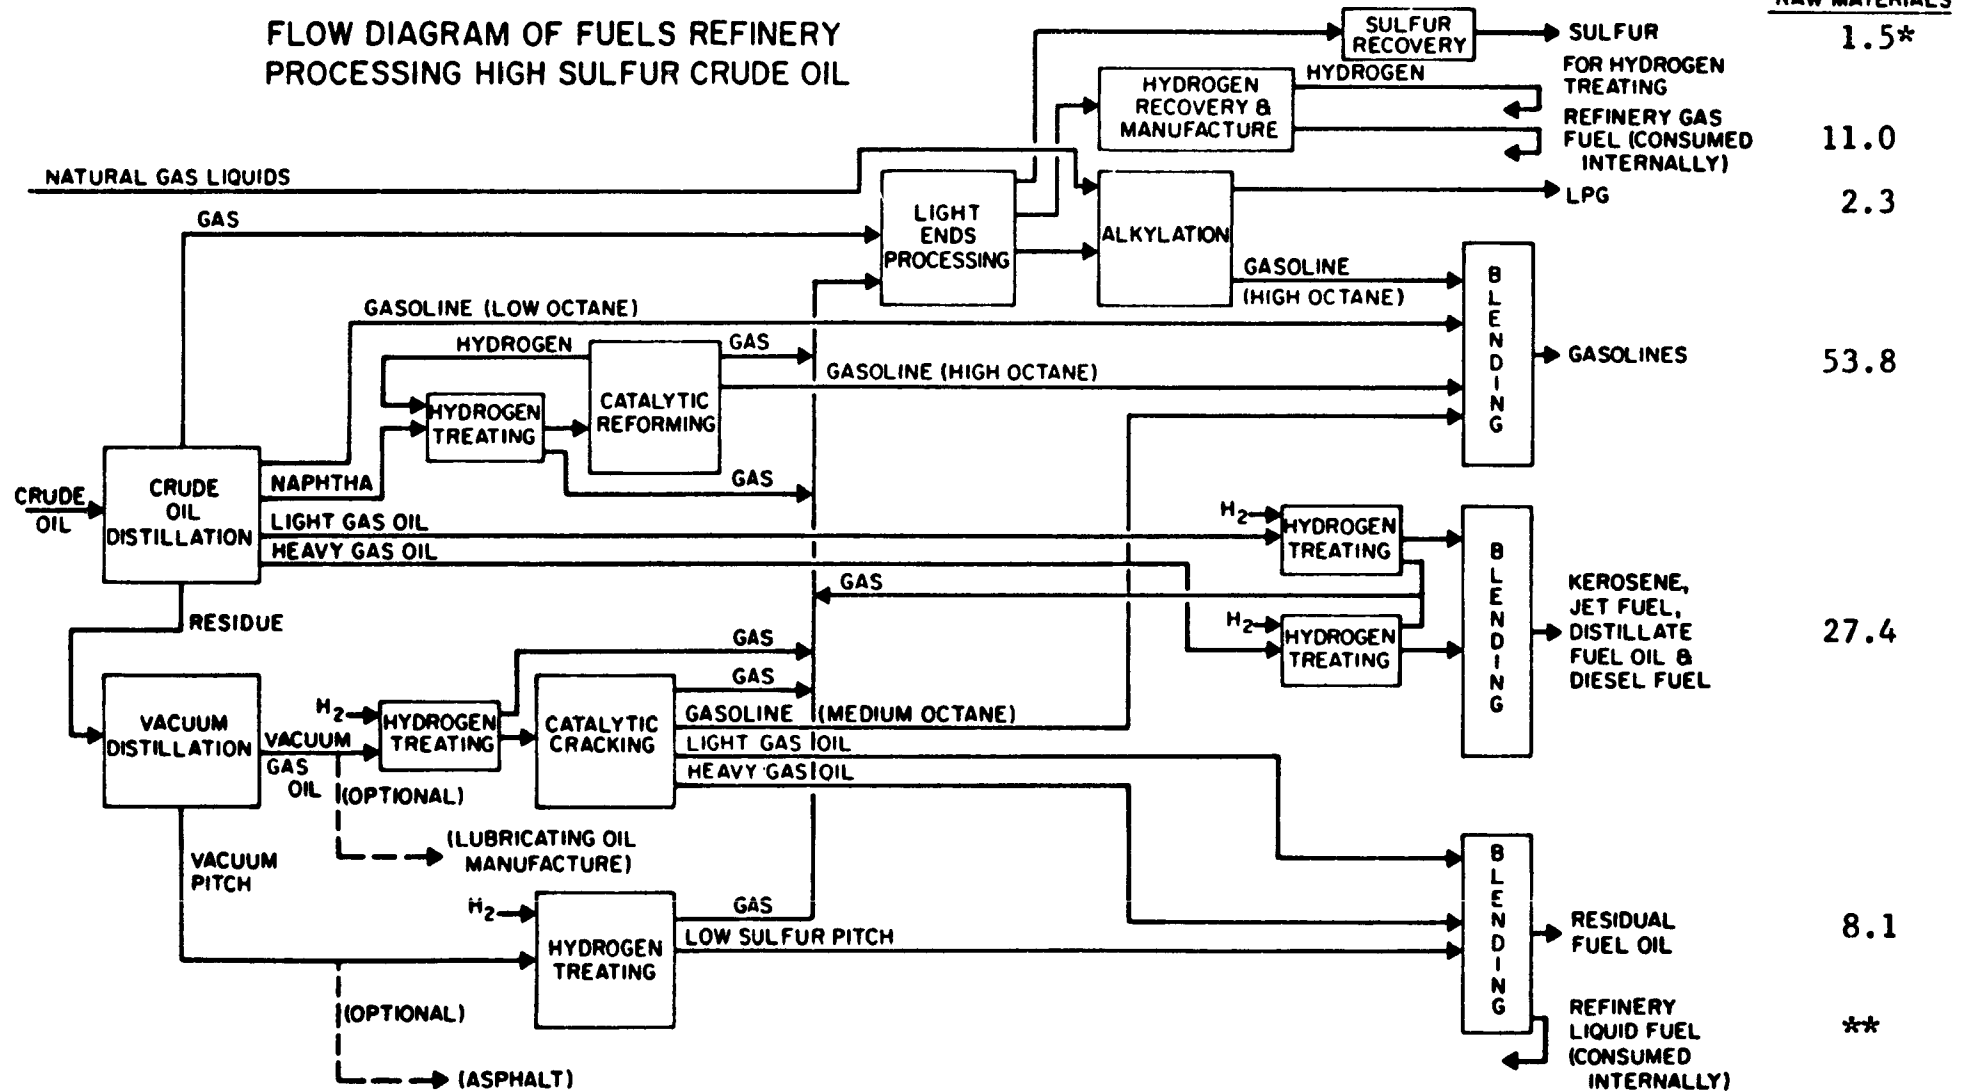 RAW MATERIALS
FLOW DIAGRAM OF FUELS REFINERY
PROCESSING HIGH SULFUR CRUDE OIL
SULFUR
RECOVERY
SULFUR
1.5*
HYDROGEN
RECOVERY &
MANUFACTURE
HYDROGEN
FOR HYDROGEN
TREATING
REFINERY GAS
FUEL (CONSUMED
INTERNALLY)
11.0
NATURAL GAS LIQUIDS
GAS
LIGHT
ENDS
PROCESSING
ALKYLATION
LPG
2.3
GASOLINE
(HIGH OCTANE)
GASOLINE (LOW OCTANE)
HYDROGEN
GAS
GASOLINE (HIGH OCTANE)
BLENDING
GASOLINES
53.8
HYDROGEN
TREATING
CATALYTIC
REFORMING
GAS
CRUDE
OIL
CRUDE
OIL
DISTILLATION
NAPHTHA
LIGHT GAS OIL
HEAVY GAS OIL
H2
HYDROGEN
TREATING
GAS
H2
HYDROGEN
TREATING
BLENDING
KEROSENE,
JET FUEL,
DISTILLATE
FUEL OIL &
DIESEL FUEL
27.4
RESIDUE
GAS
GAS
VACUUM
DISTILLATION
VACUUM
GAS
OIL
H2
HYDROGEN
TREATING
CATALYTIC
CRACKING
GASOLINE (MEDIUM OCTANE)
LIGHT GAS OIL
HEAVY GAS OIL
(OPTIONAL)
(LUBRICATING OIL
MANUFACTURE)
VACUUM
PITCH
H2
HYDROGEN
TREATING
GAS
LOW SULFUR PITCH
BLENDING
RESIDUAL
FUEL OIL
8.1
(OPTIONAL)
(ASPHALT)
REFINERY
LIQUID FUEL
(CONSUMED
INTERNALLY)
**